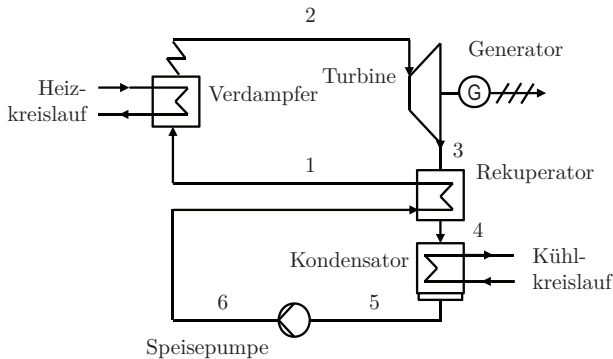 2
Generator
Turbine
Heiz-
kreislauf
Verdampfer
G
3
1
Rekuperator
4
Kondensator
Kühl-
kreislauf
6
5
Speisepumpe